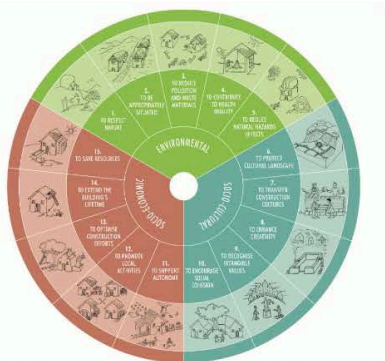 ENVIRONMENTAL
1.
TO RESPECT
NATURE
2.
TO BE
APPROPRIATELY
SITUATED
3.
TO REDUCE
POLLUTION
AND WASTE
MATERIALS
4.
TO CONTRIBUTE
TO HEALTH
QUALITY
5.
TO REDUCE
NATURAL HAZARDS
EFFECTS
SOCIO-CULTURAL
6.
TO PROTECT
CULTURAL LANDSCAPE
7.
TO TRANSFER
CONSTRUCTION
CULTURES
8.
TO ENHANCE
CREATIVITY
9.
TO RECOGNISE
INTANGIBLE
VALUES
10.
TO ENCOURAGE
SOCIAL
COHESION
SOCIO-ECONOMIC
11.
TO SUPPORT
AUTONOMY
12.
TO PROMOTE
LOCAL
ACTIVITIES
13.
TO OPTIMISE
CONSTRUCTION
EFFORTS
14.
TO EXTEND THE
BUILDING'S
LIFETIME
15.
TO SAVE RESOURCES